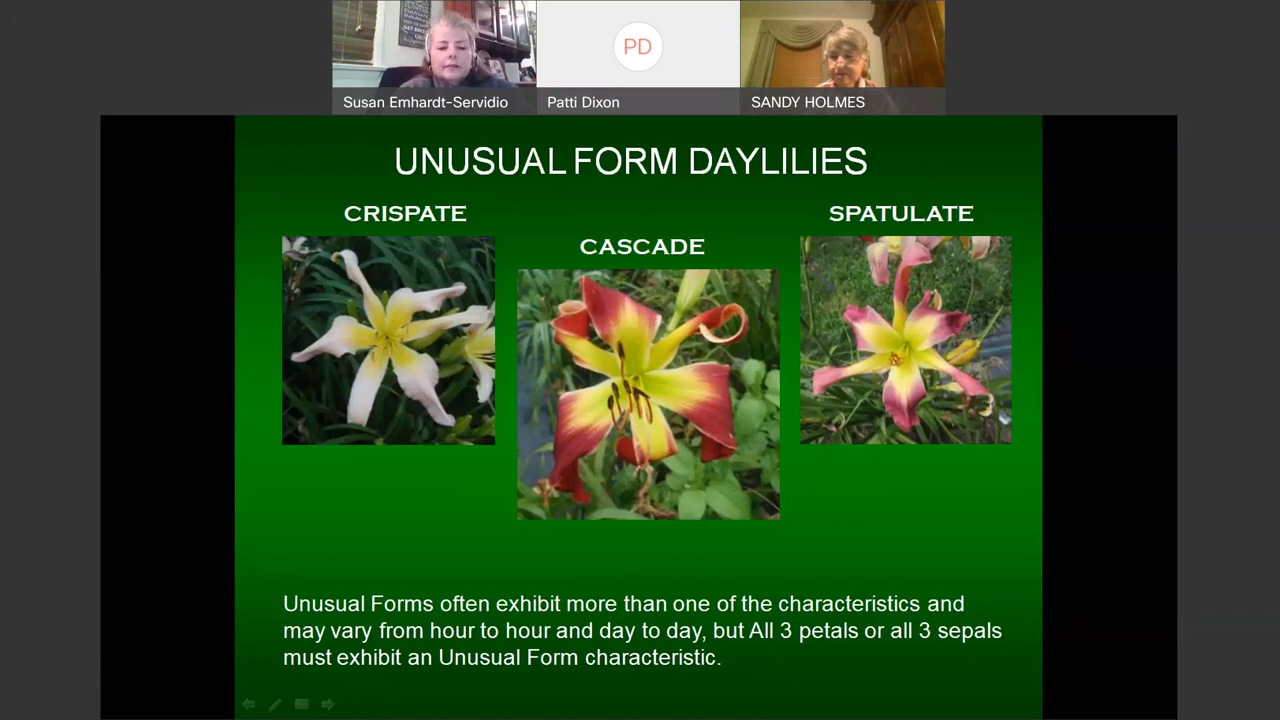 PD
Susan Emhardt-Servidio
Patti Dixon
SANDY HOLMES
UNUSUAL FORM DAYLILIES
CRISPATE
CASCADE
SPATULATE
Unusual Forms often exhibit more than one of the characteristics and
may vary from hour to hour and day to day, but All 3 petals or all 3 sepals
must exhibit an Unusual Form characteristic.